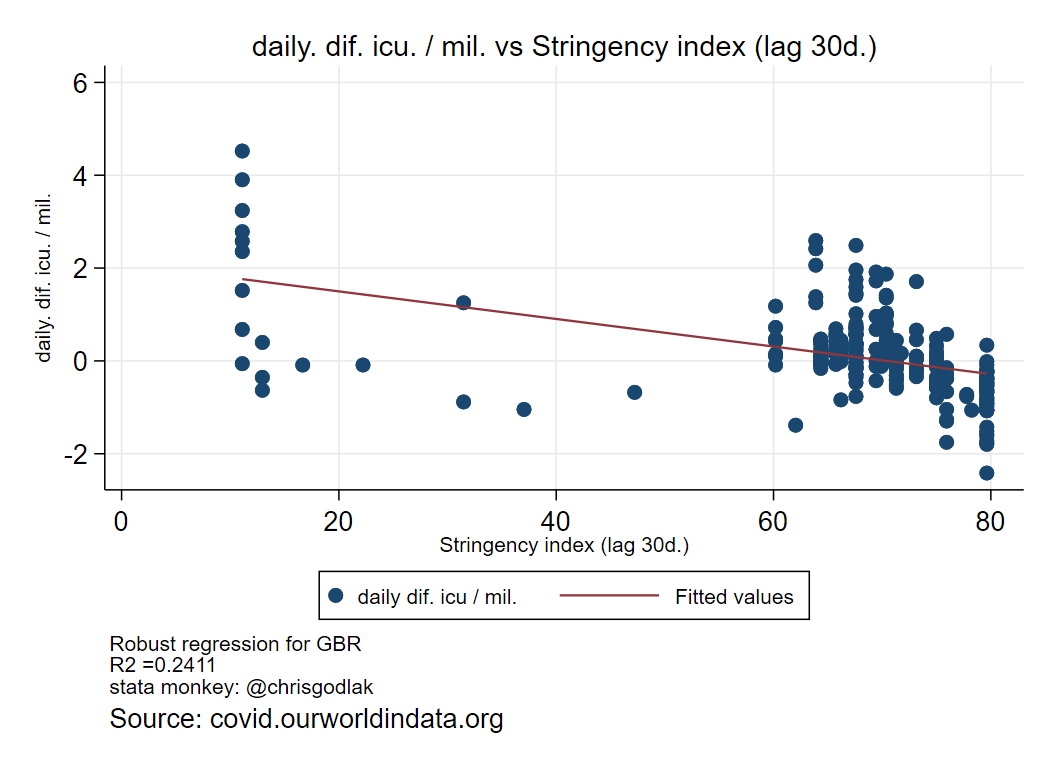 daily. dif. icu. / mil. vs Stringency index (lag 30d.)
daily. dif. icu. / mil.
6
4
2
0
-2
0 20 40 60 80
Stringency index (lag 30d.)
daily dif. icu / mil. Fitted values
Robust regression for GBR
R2 =0.2411
stata monkey: @chrisgodlak
Source: covid.ourworldindata.org